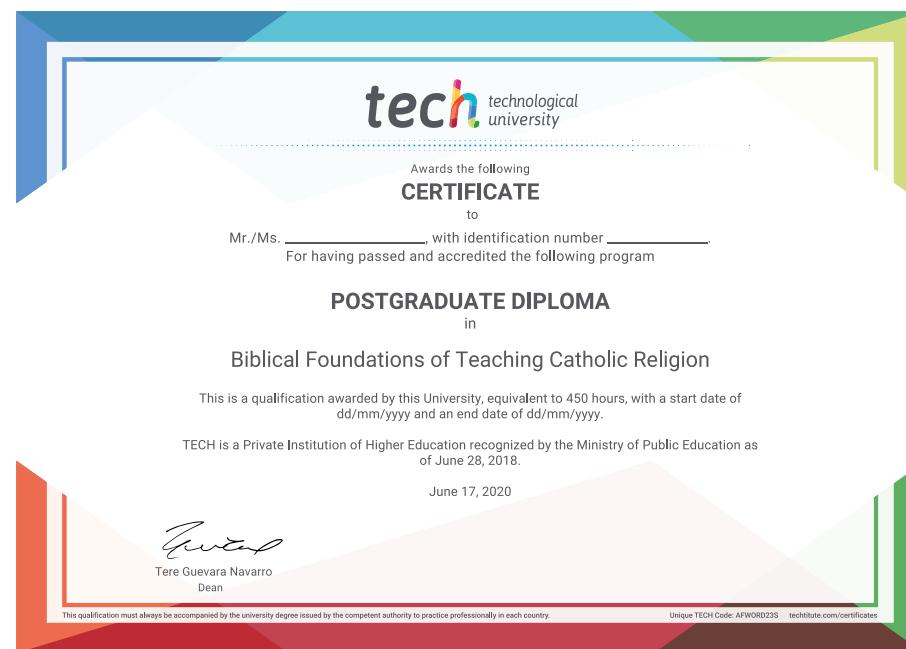 tech technological
university
Awards the following
CERTIFICATE
to
Mr./Ms. ____________________, with identification number ______________.
For having passed and accredited the following program
POSTGRADUATE DIPLOMA
in
Biblical Foundations of Teaching Catholic Religion
This is a qualification awarded by this University, equivalent to 450 hours, with a start date of
dd/mm/yyyy and an end date of dd/mm/yyyy.
TECH is a Private Institution of Higher Education recognized by the Ministry of Public Education as
of June 28, 2018.
June 17, 2020
Tere Guevara Navarro
Dean
This qualification must always be accompanied by the university degree issued by the competent authority to practice professionally in each country. Unique TECH Code: AFWORD23S techtitute.com/certificates